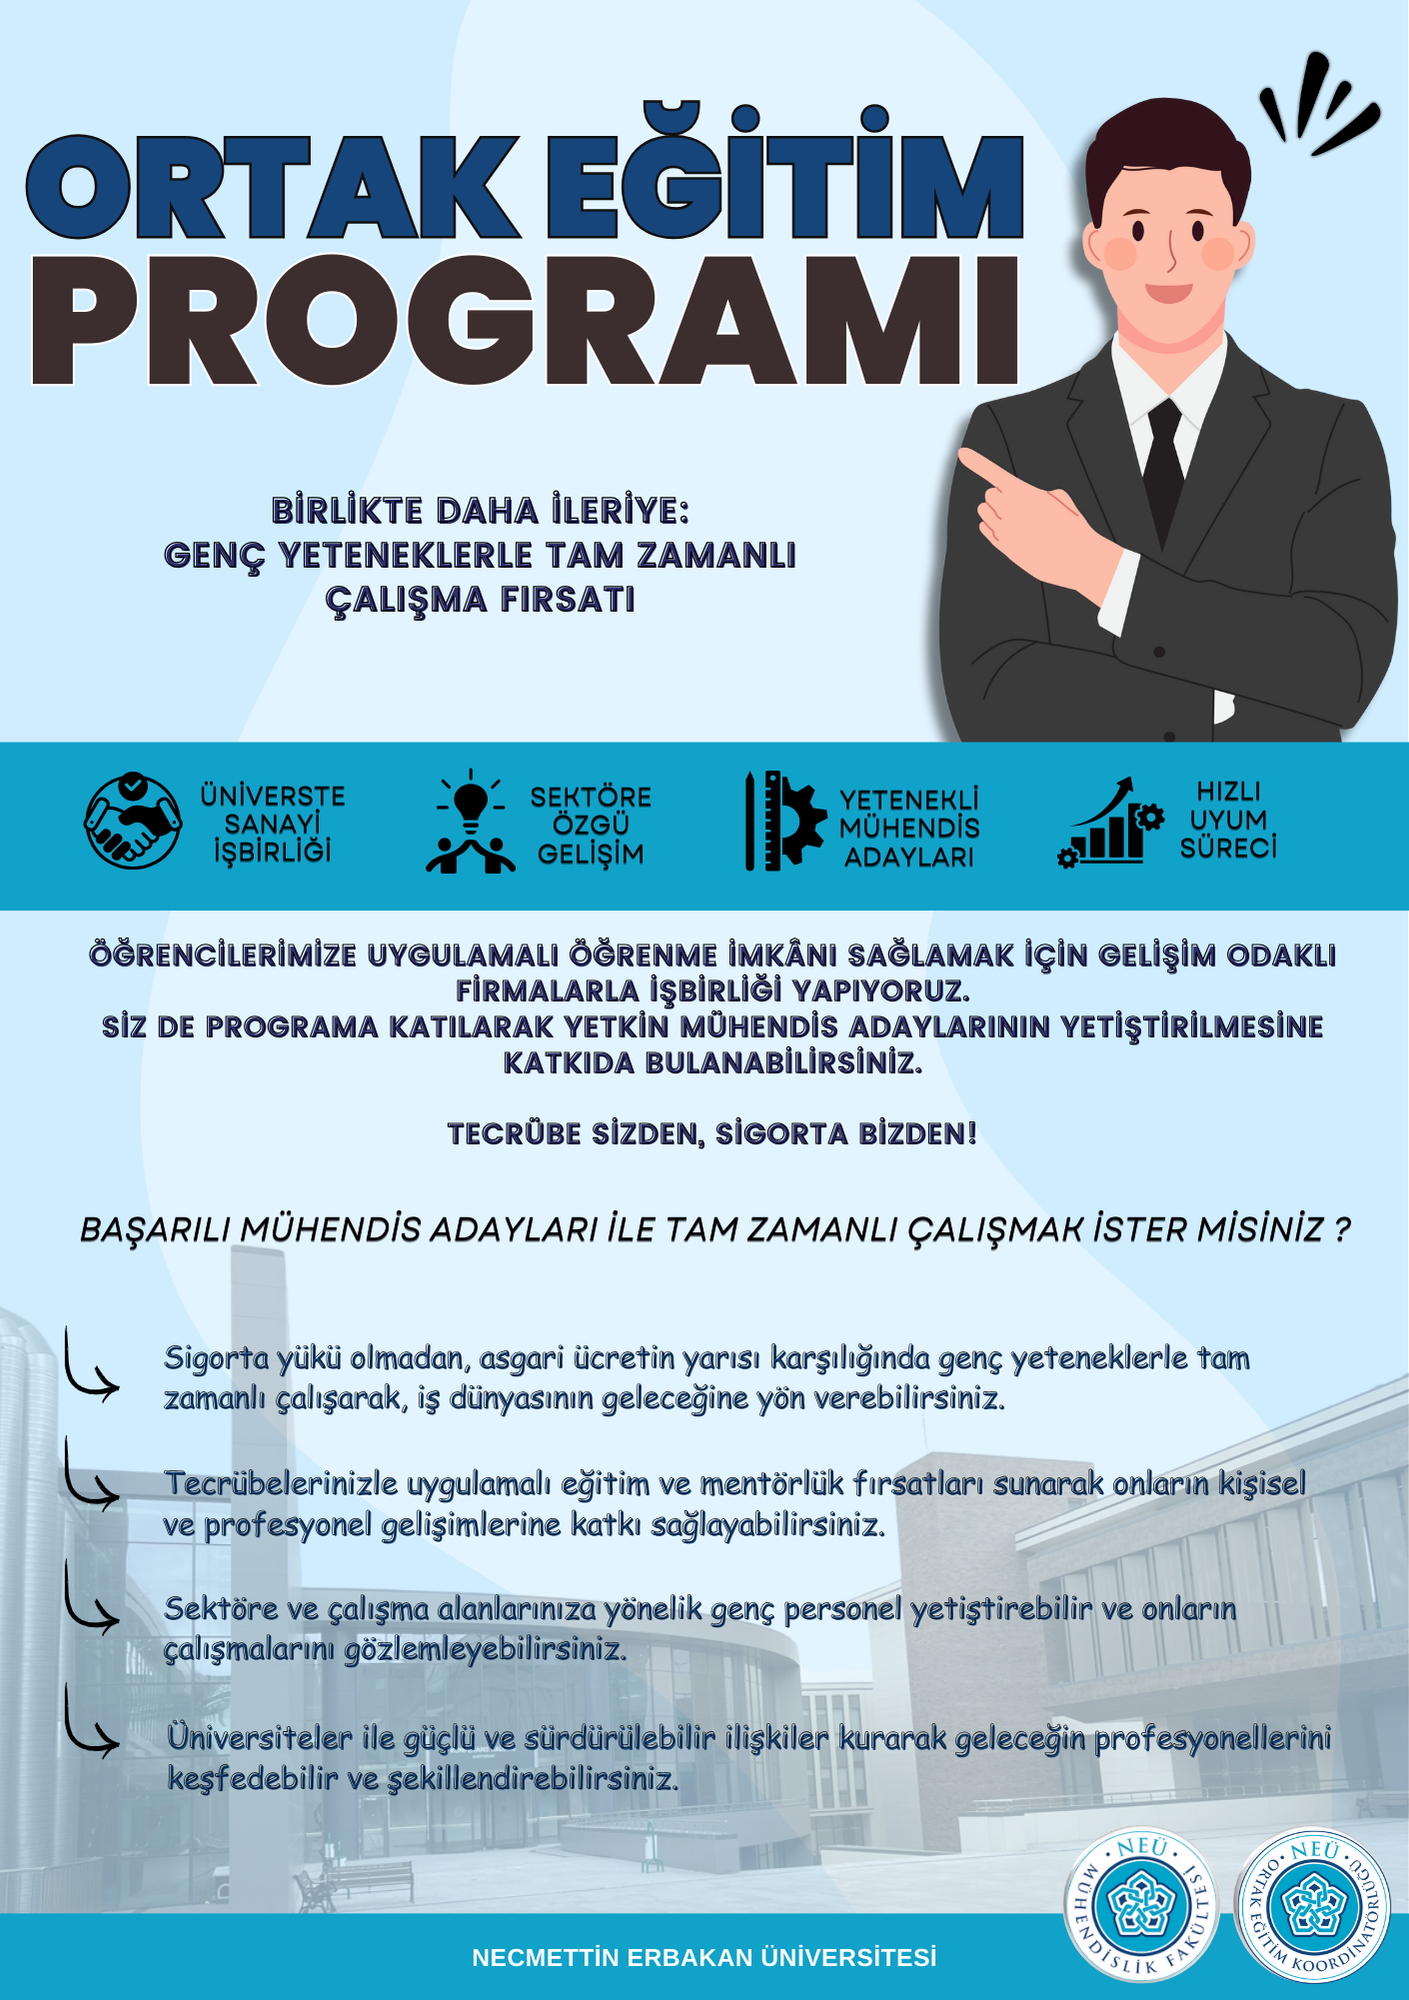 ORTAK EĞİTİM
PROGRAMI
BİRLİKTE DAHA İLERİYE:
GENÇ YETENEKLERLE TAM ZAMANLI
ÇALIŞMA FIRSATI
ÜNİVERSTE
SANAYİ
İŞBİRLİĞİ
SEKTÖRE
ÖZGÜ
GELİŞİM
YETENEKLİ
MÜHENDİS
ADAYLARI
HIZLI
UYUM
SÜRECİ
ÖĞRENCİLERİMİZE UYGULAMALI ÖĞRENME İMKÂNI SAĞLAMAK İÇİN GELİŞİM ODAKLI
FİRMALARLA İŞBİRLİĞİ YAPIYORUZ.
SİZ DE PROGRAMA KATILARAK YETKİN MÜHENDİS ADAYLARININ YETİŞTİRİLMESİNE
KATKIDA BULANABİLİRSİNİZ.
TECRÜBE SİZDEN, SİGORTA BİZDEN!
BAŞARILI MÜHENDİS ADAYLARI İLE TAM ZAMANLI ÇALIŞMAK İSTER MİSİNİZ ?
Sigorta yükü olmadan, asgari ücretin yarısı karşılığında genç yeteneklerle tam
zamanlı çalışarak, iş dünyasının geleceğine yön verebilirsiniz.
Tecrübelerinizle uygulamalı eğitim ve mentörlük fırsatları sunarak onların kişisel
ve profesyonel gelişimlerine katkı sağlayabilirsiniz.
Sektöre ve çalışma alanlarınıza yönelik genç personel yetiştirebilir ve onların
çalışmalarını gözlemleyebilirsiniz.
Üniversiteler ile güçlü ve sürdürülebilir ilişkiler kurarak geleceğin profesyonellerini
keşfedebilir ve şekillendirebilirsiniz.
• NEÜ •
MÜHENDİSLİK FAKÜLTESİ
• NEÜ •
ORTAK EĞİTİM KOORDİNATÖRLÜĞÜ
NECMETTİN ERBAKAN ÜNİVERSİTESİ